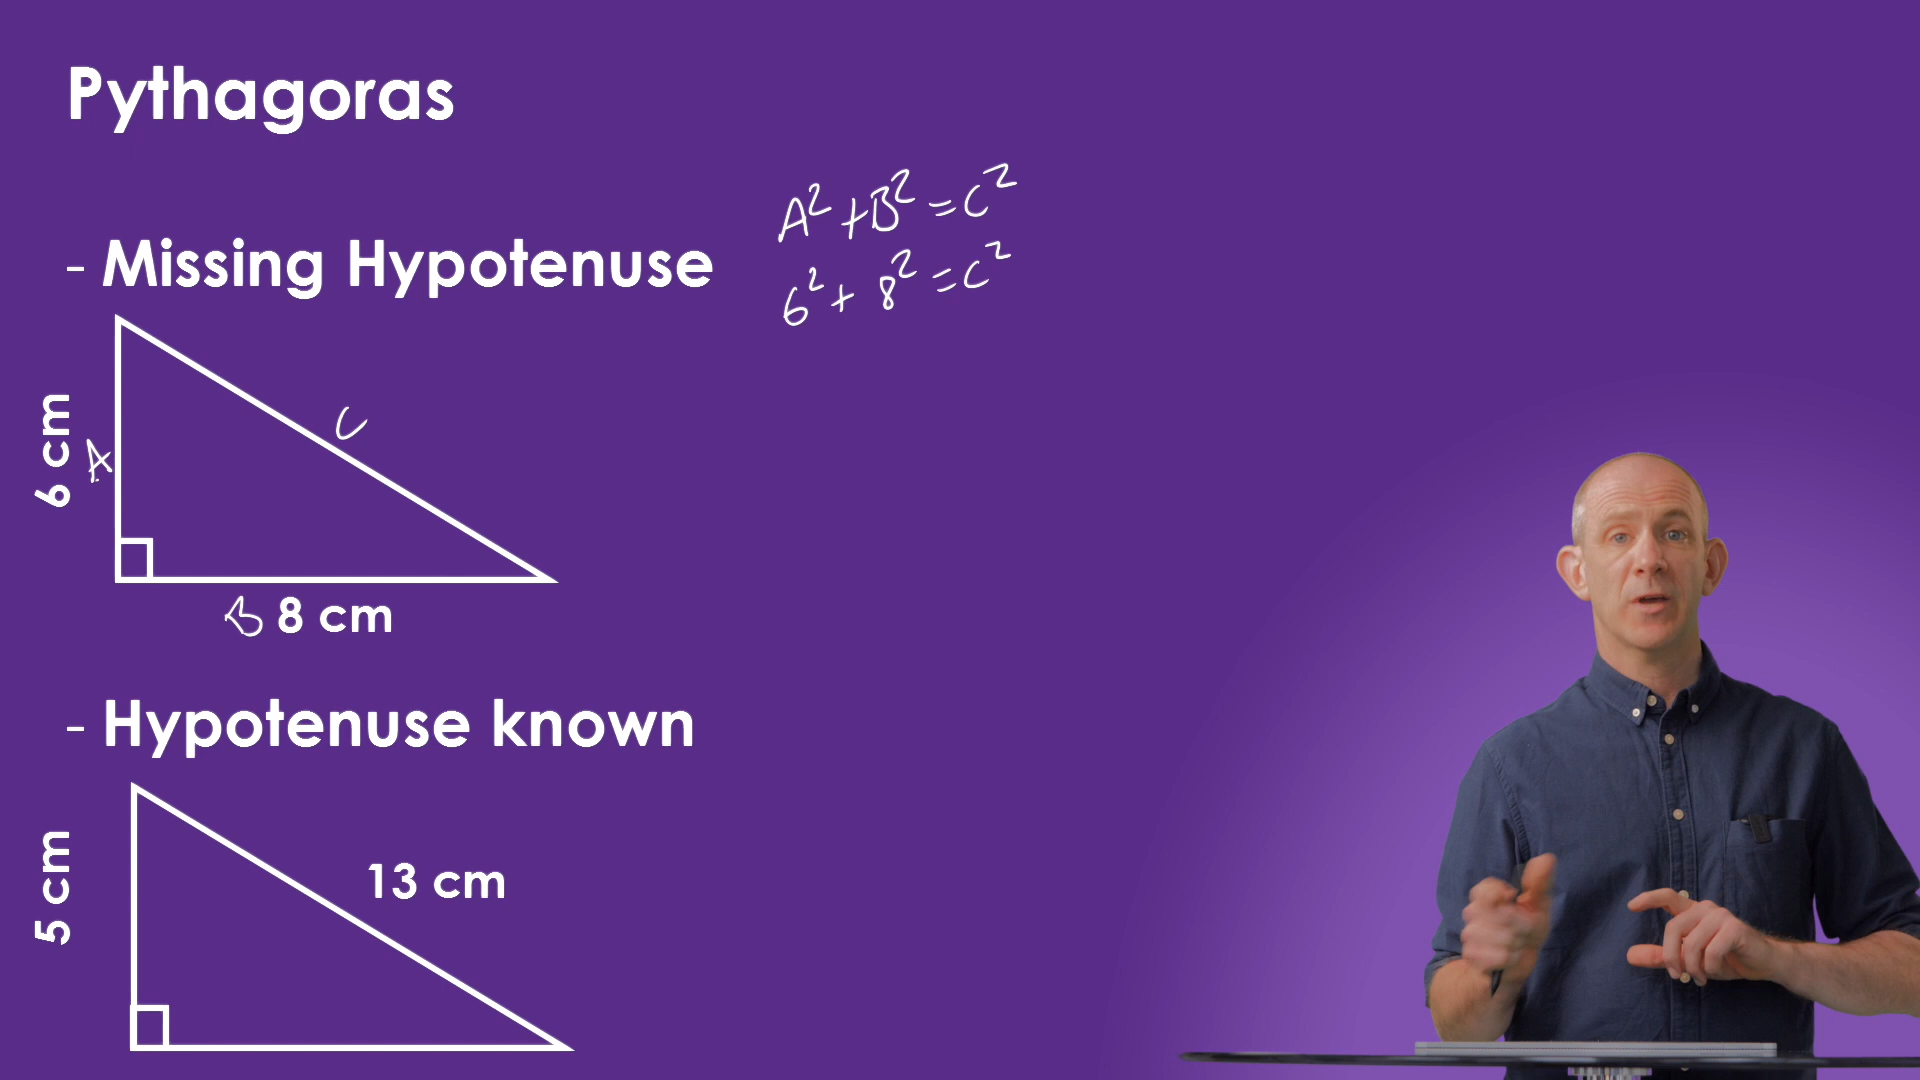 Pythagoras
- Missing Hypotenuse
A² + B² = C²
6² + 8² = C²
6 cm
A
C
B 8 cm
- Hypotenuse known
5 cm
13 cm